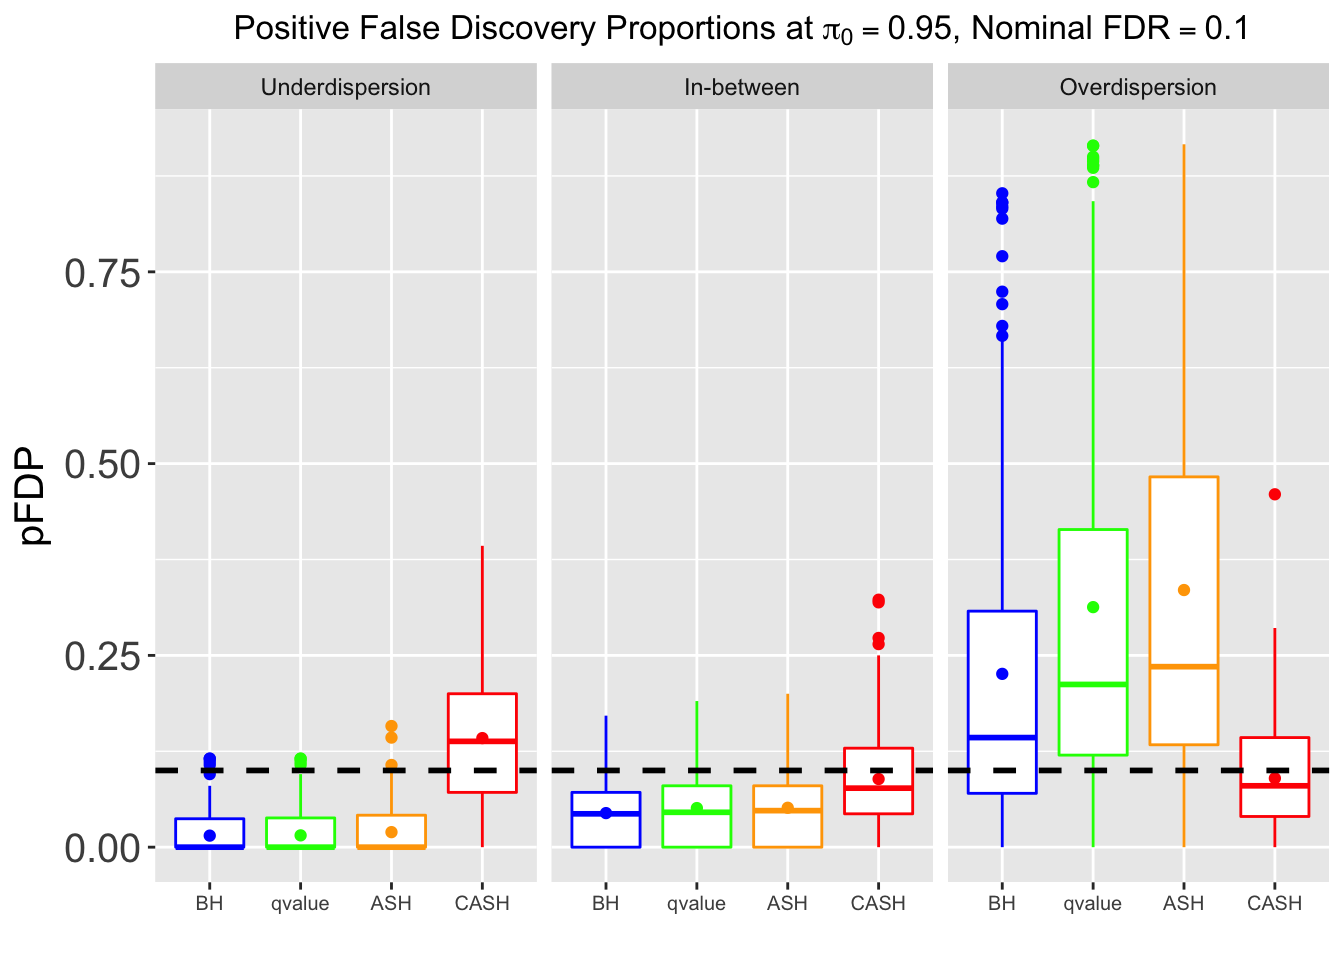 Positive False Discovery Proportions at π₀ = 0.95, Nominal FDR = 0.1
Underdispersion In-between Overdispersion
pFDP
0.75
0.50
0.25
0.00
BH qvalue ASH CASH BH qvalue ASH CASH BH qvalue ASH CASH